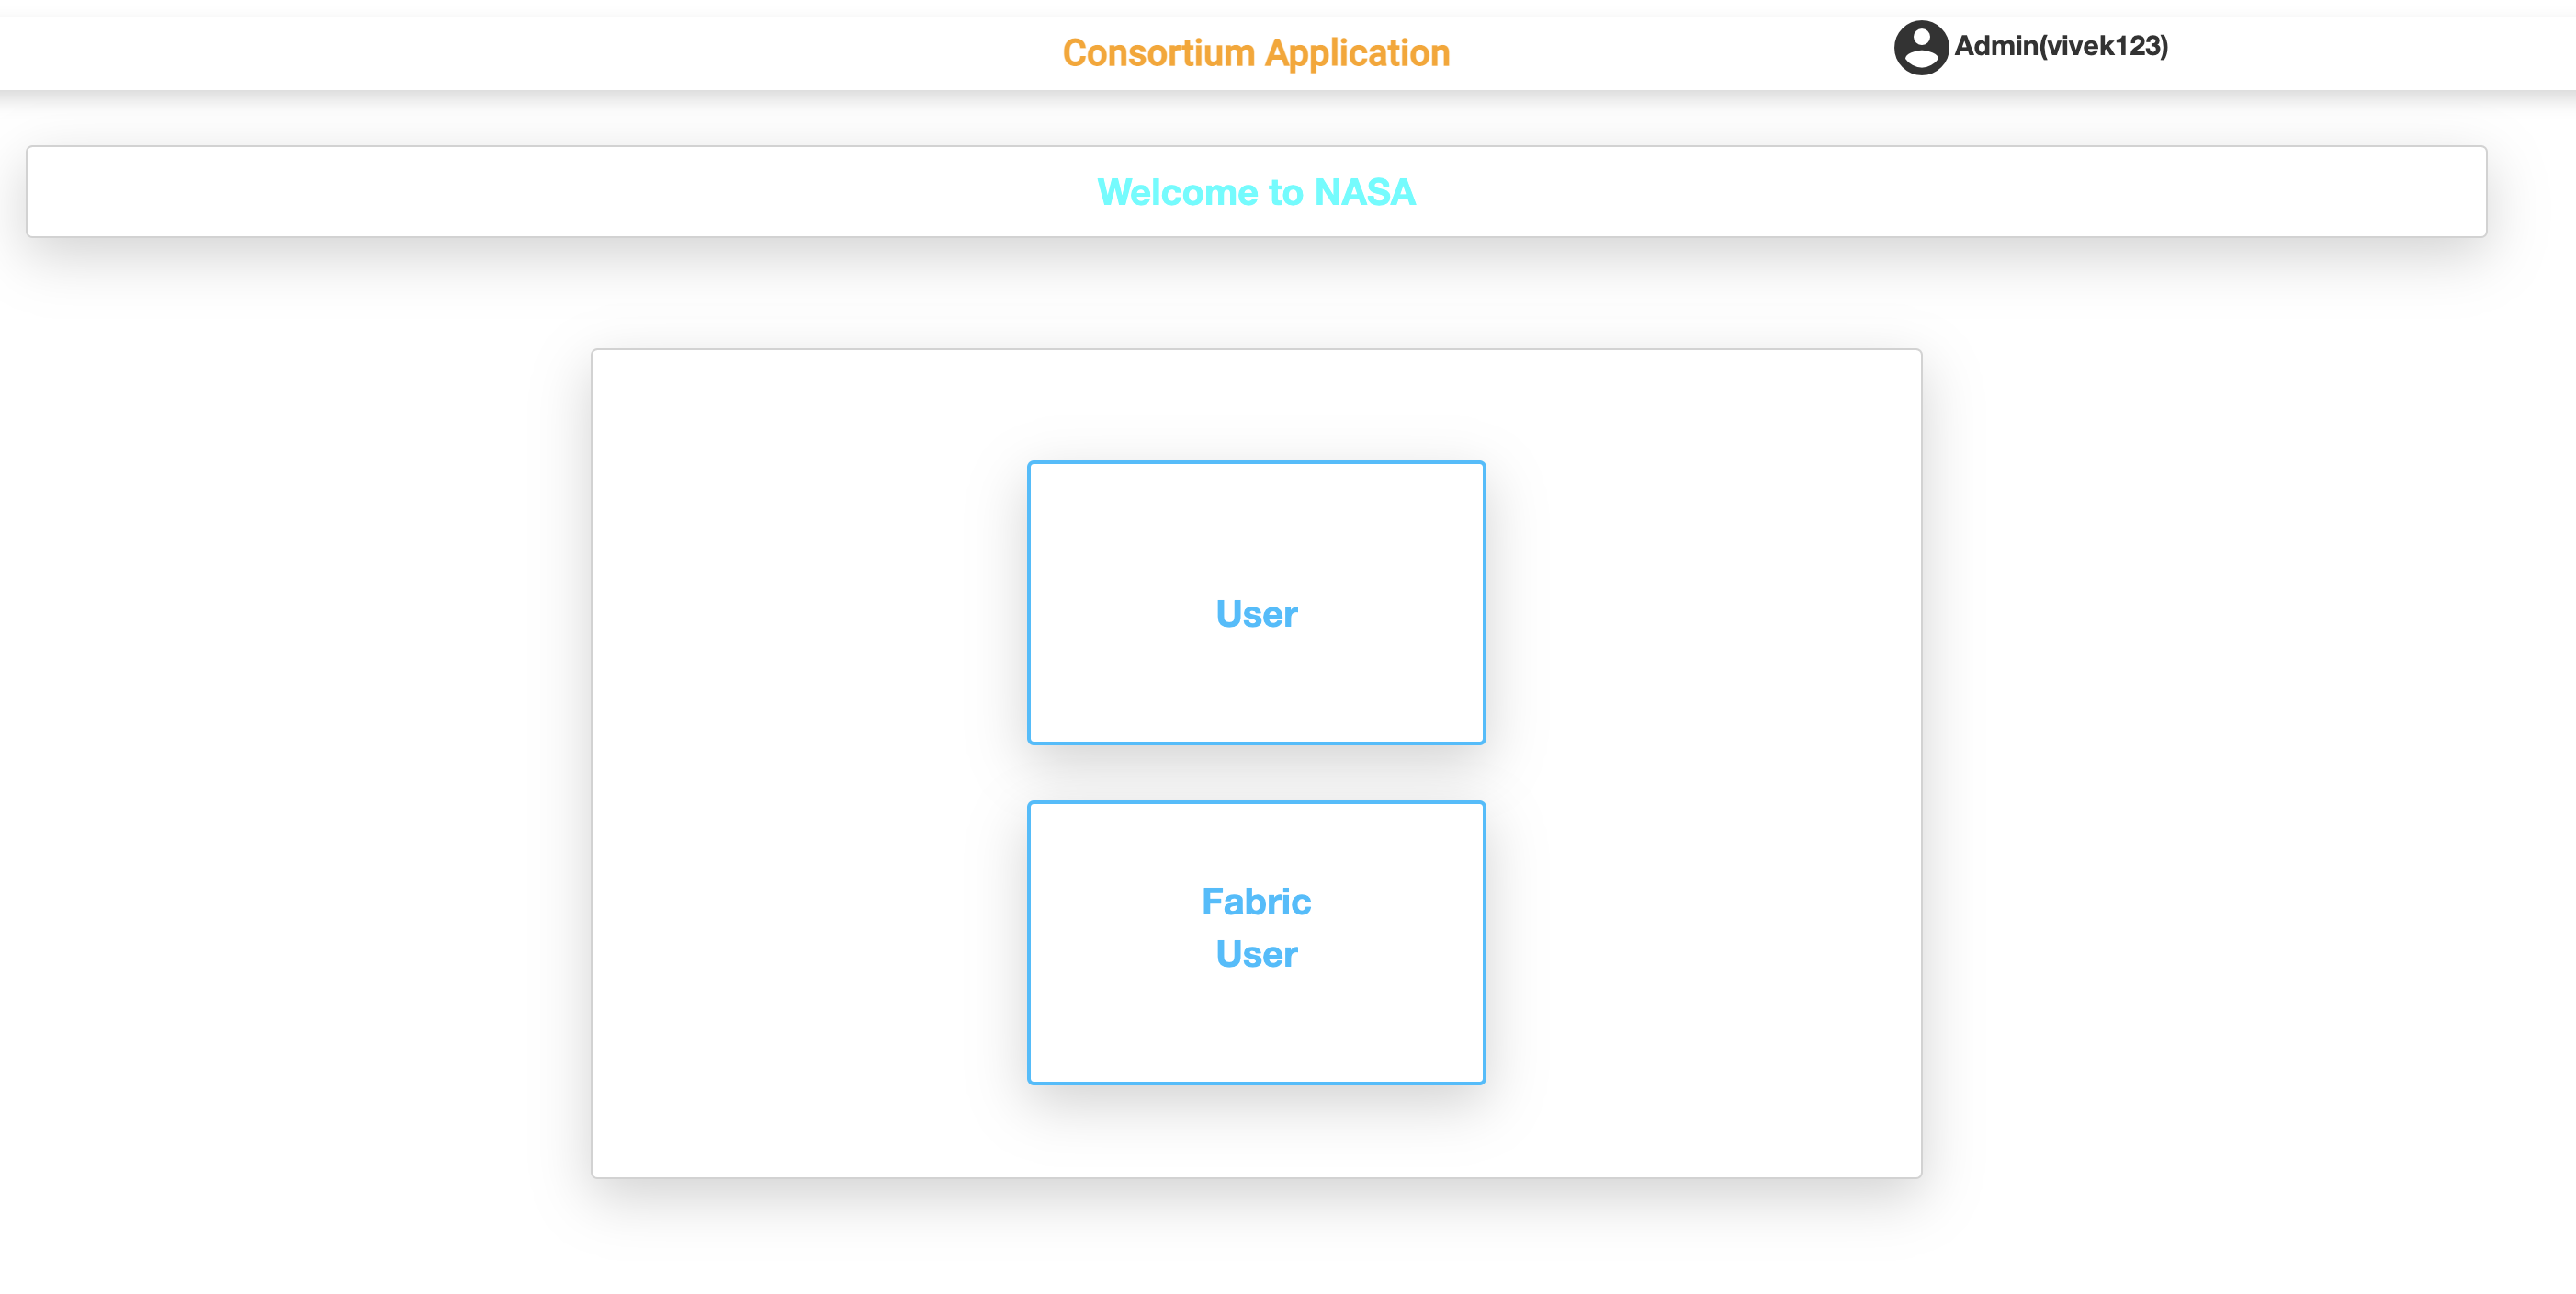 Consortium Application
Admin(vivek123)
Welcome to NASA
User
Fabric
User